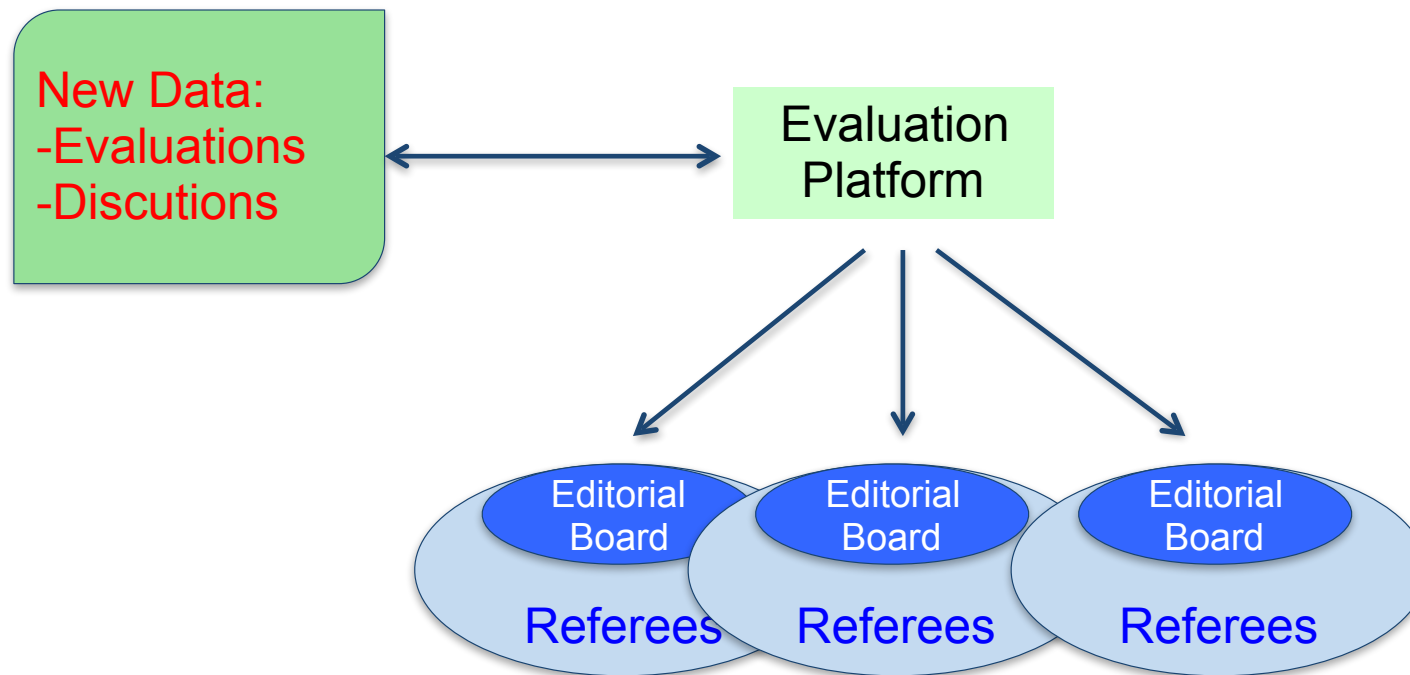 New Data:
-Evaluations
-Discutions
Evaluation
Platform
Editorial
Board
Referees
Editorial
Board
Referees
Editorial
Board
Referees